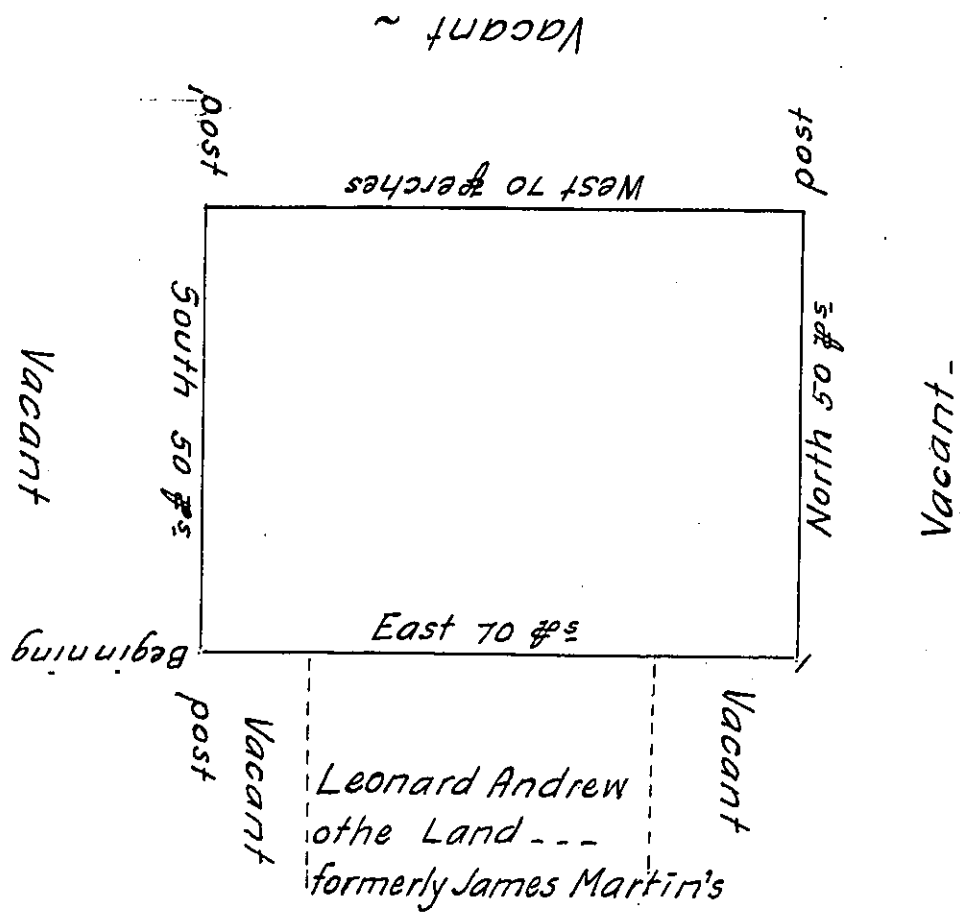 Vacant ~
post
post
West 70 perches
South 50 ps
North 50 ps
Vacant
Vacant -
East 70 ps
Beginning
post
Vacant
Vacant
Leonard Andrew
othe Land ---
formerly James Martin's